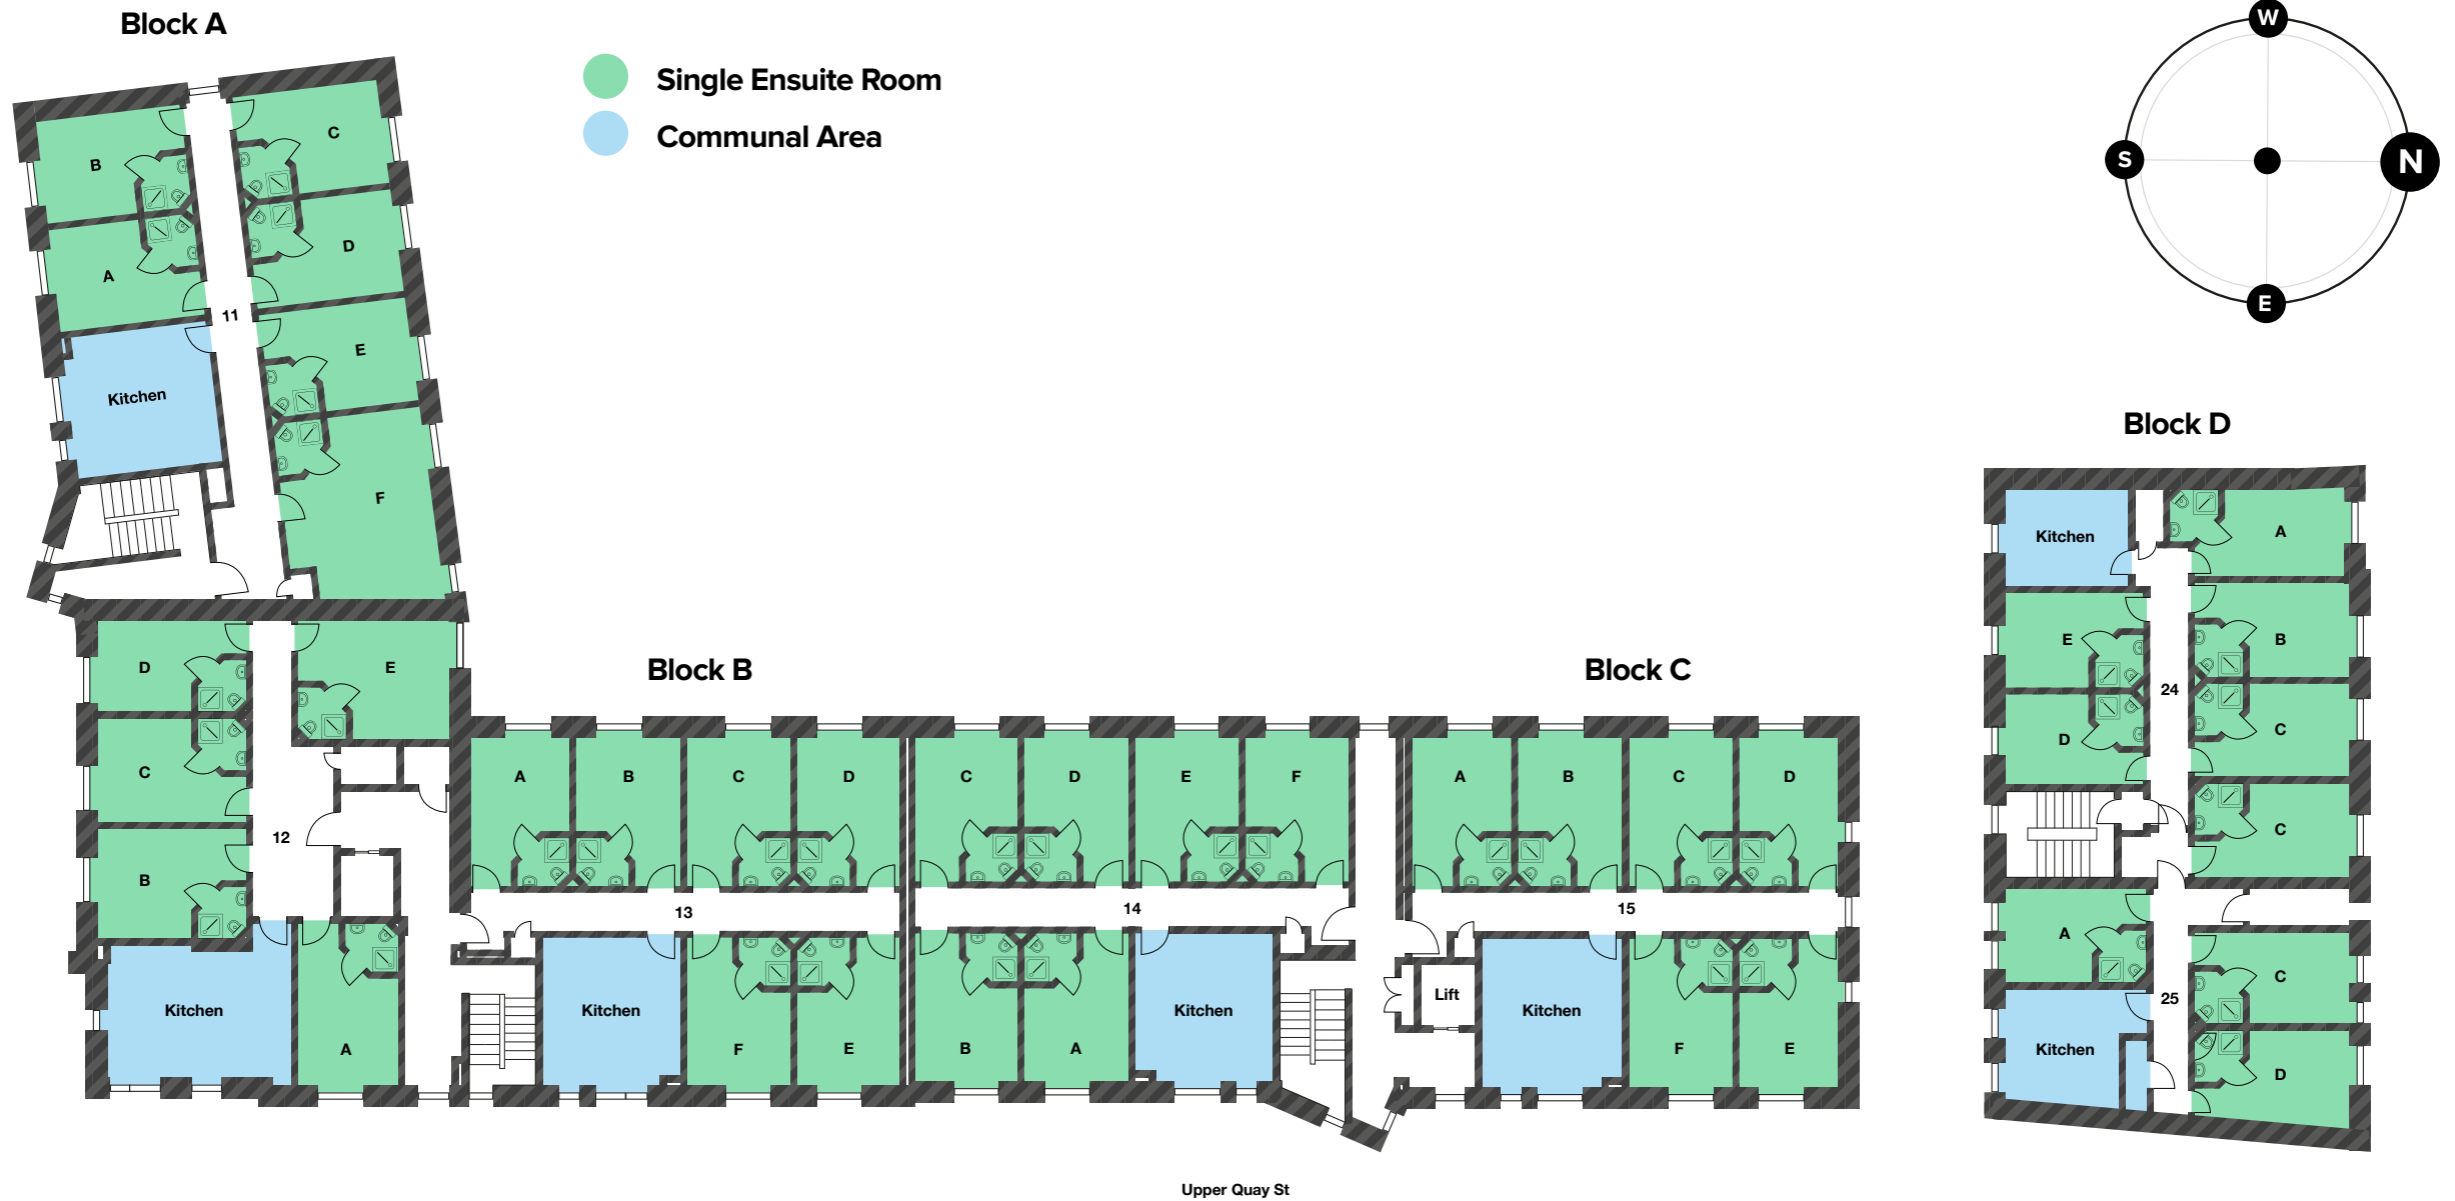 Block A
Single Ensuite Room
Communal Area
W
S
N
E
B
A
Kitchen
11
C
D
E
F
D
C
B
12
E
Kitchen
A
Block B
A
B
C
D
13
Kitchen
F
E
C
D
E
F
14
B
A
Kitchen
Block C
A
B
C
D
15
Lift
Kitchen
F
E
Block D
Kitchen
A
E
B
24
D
C
C
A
C
25
Kitchen
D
Upper Quay St